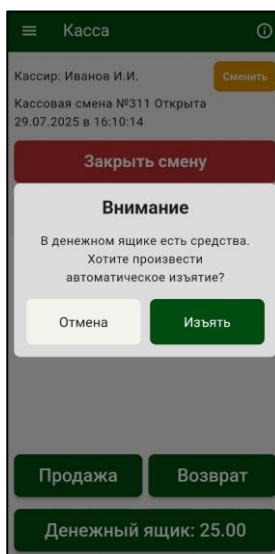 Касса
Кассир: Иванов И.И.
Сменить
Кассовая смена №311 Открыта
29.07.2025 в 16:10:14
Закрыть смену
Внимание
В денежном ящике есть средства.
Хотите произвести
автоматическое изъятие?
Отмена
Изъять
Продажа
Возврат
Денежный ящик: 25.00